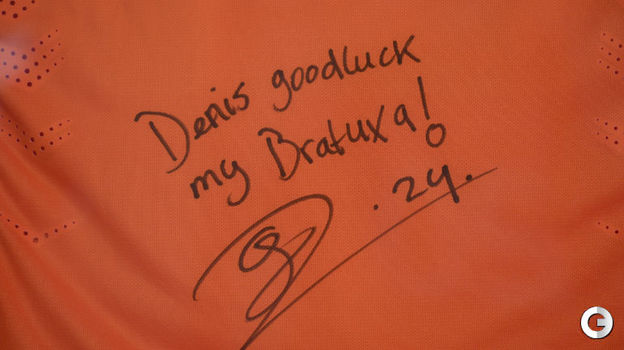 Denis goodluck
my Bratuxa!
.24.
G